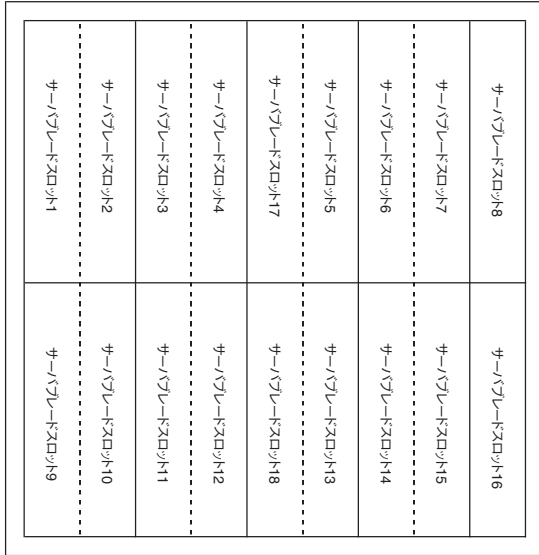 サーバブレードスロット1
サーバブレードスロット2
サーバブレードスロット3
サーバブレードスロット4
サーバブレードスロット17
サーバブレードスロット5
サーバブレードスロット6
サーバブレードスロット7
サーバブレードスロット8
サーバブレードスロット9
サーバブレードスロット10
サーバブレードスロット11
サーバブレードスロット12
サーバブレードスロット18
サーバブレードスロット13
サーバブレードスロット14
サーバブレードスロット15
サーバブレードスロット16